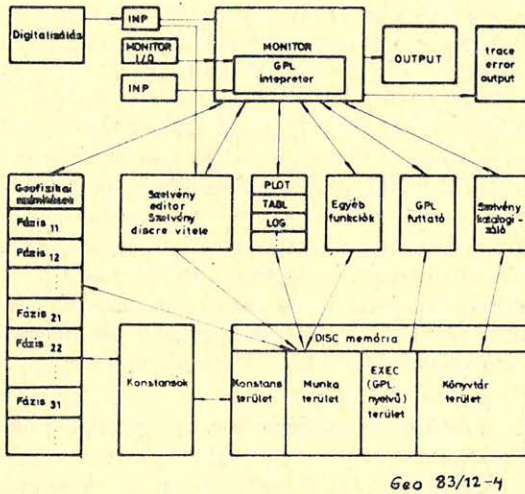 Digitalisálás
INP
MONITOR
I/O
INP
MONITOR
GPL
intepretor
OUTPUT
trace
error
output
Geofizikai
számítások
Fázis 11
Fázis 12
Fázis 21
Fázis 22
Fázis 31
Szelvény
editor
Szelvény
discre vitele
PLOT
TABL
LOG
Egyéb
funkciók
GPL
futtató
Szelvény
katalogi-
záló
Konstansok
DISC memória
Konstans
terület
Munka
terület
EXEC
(GPL
nyelvű)
terület
Könyvtár
terület
Geo 83/12-4